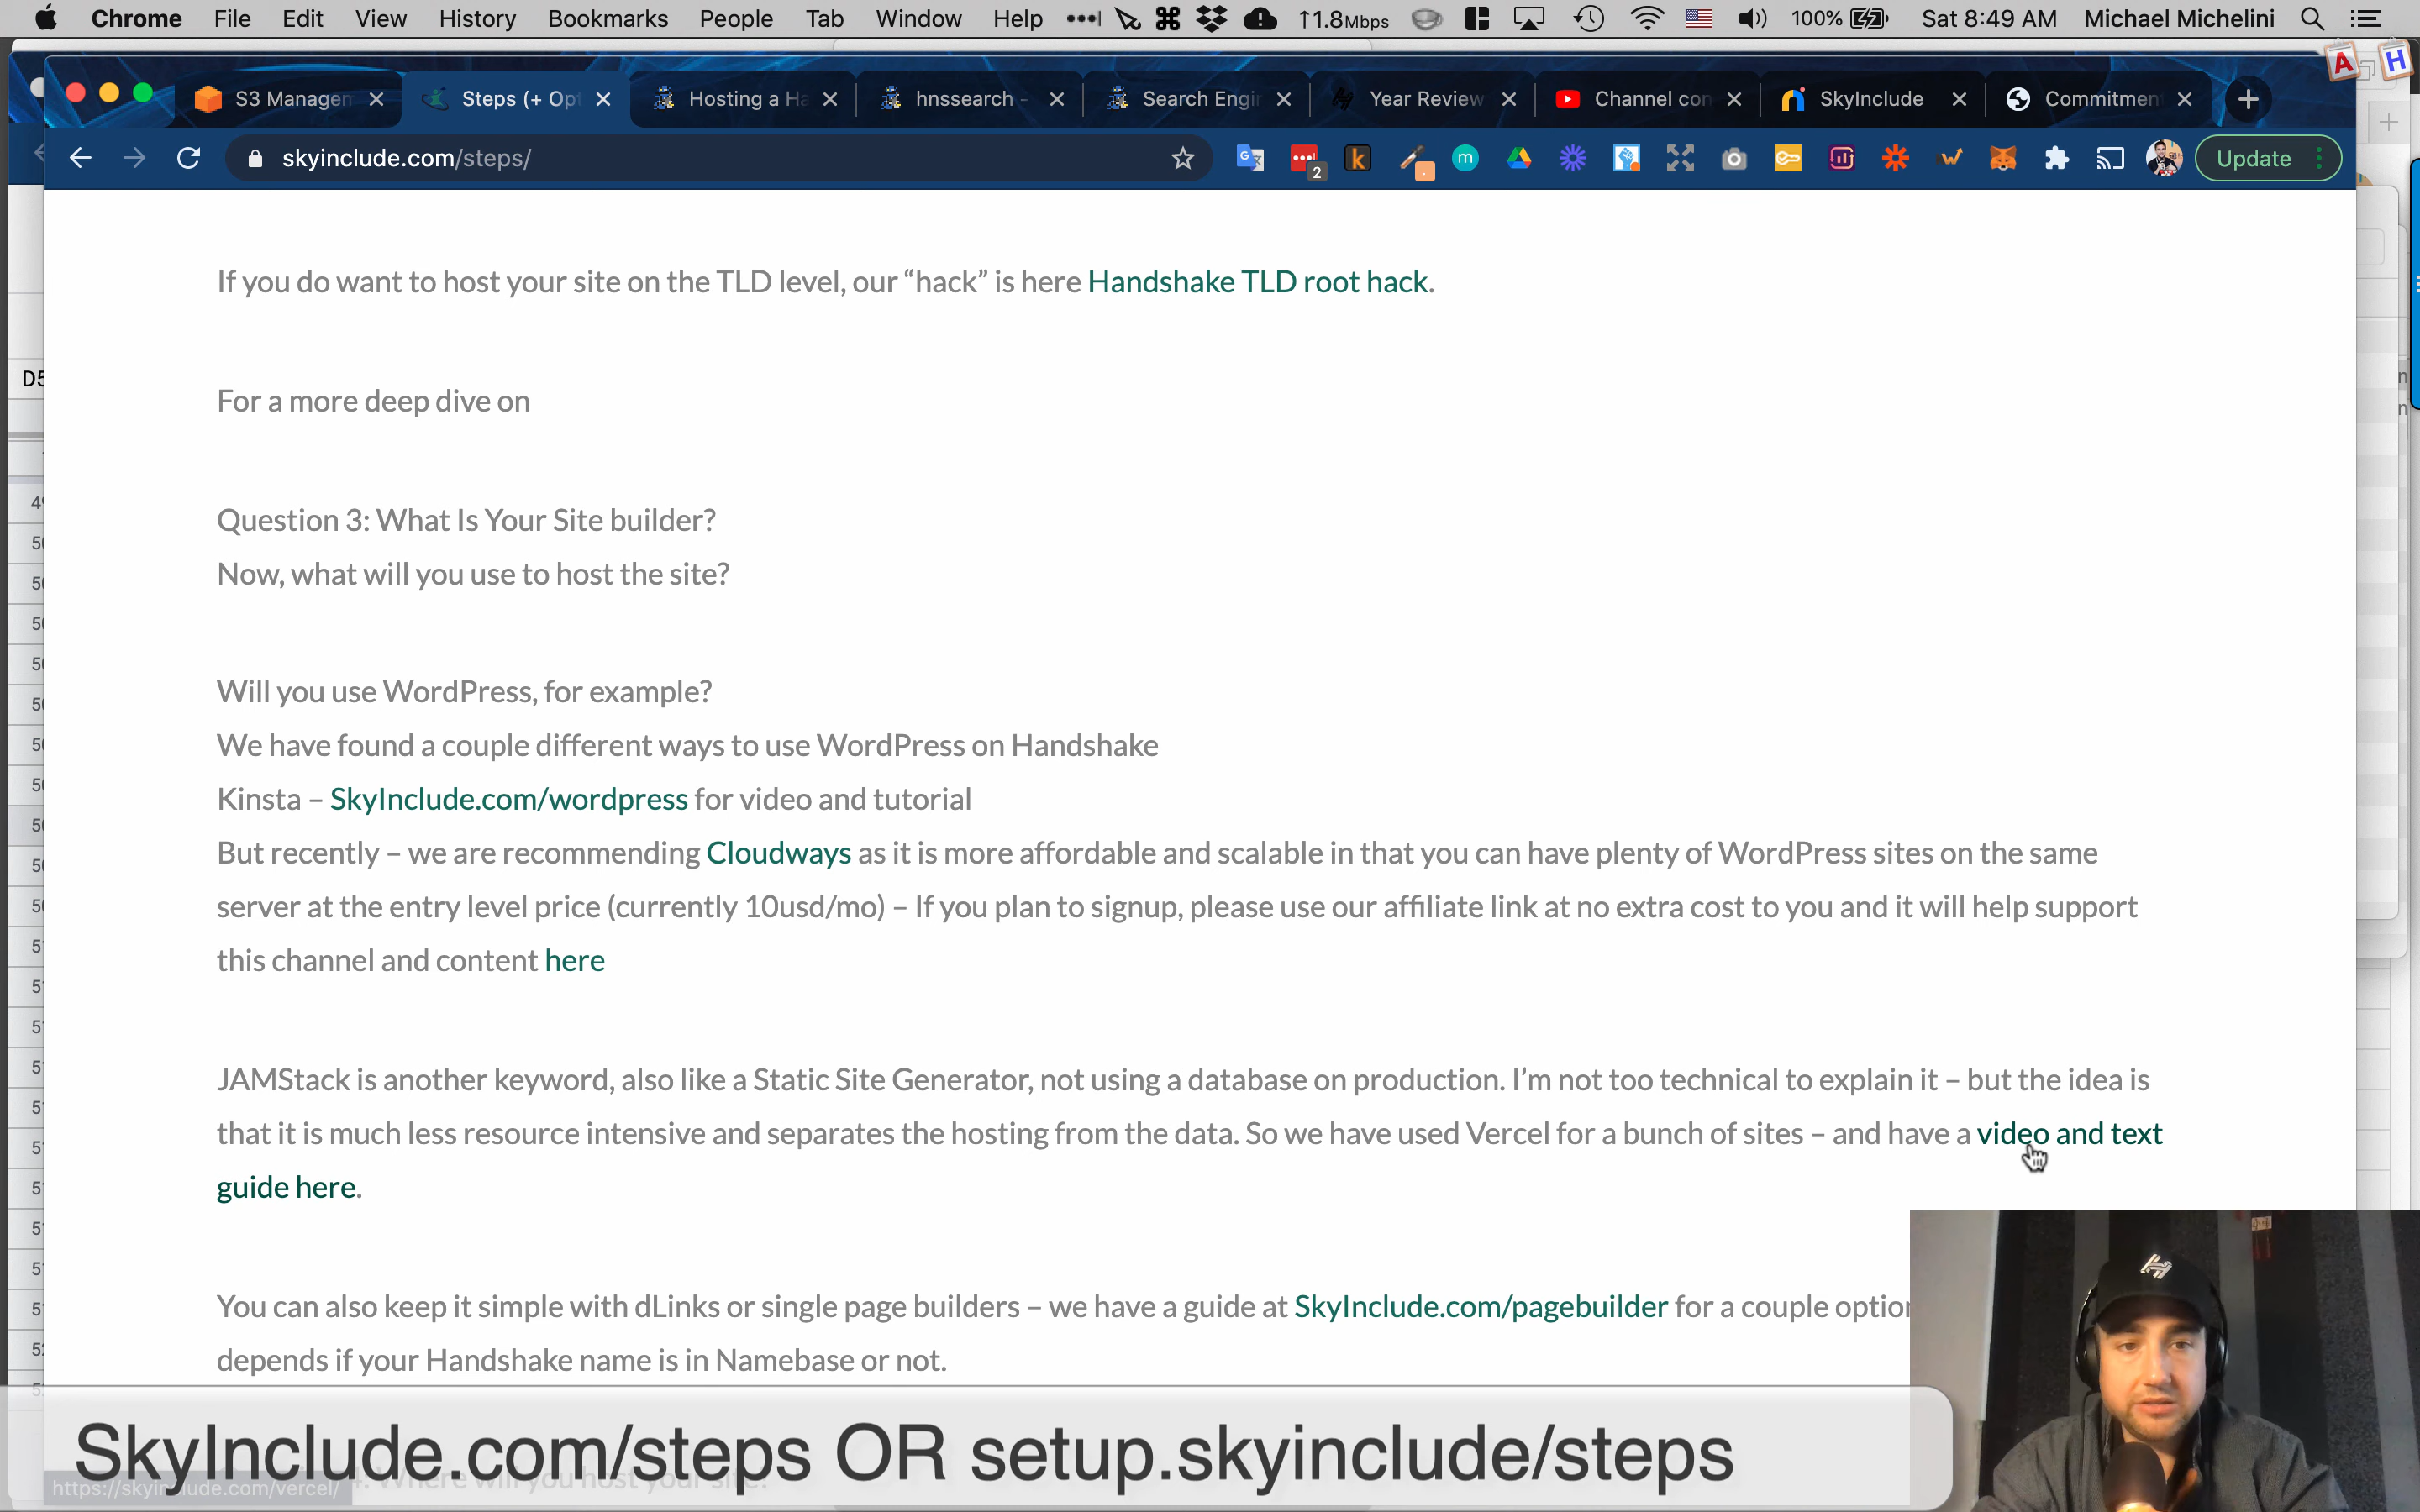 Chrome File Edit View History Bookmarks People Tab Window Help 1.8Mbps 100% Sat 8:49 AM Michael Michelini
S3 Managem Steps (+ Opt Hosting a Ha hnssearch - Search Engin Year Review Channel con SkyInclude Commitmen
skyinclude.com/steps/ 2 Update
If you do want to host your site on the TLD level, our “hack” is here Handshake TLD root hack.
For a more deep dive on
Question 3: What Is Your Site builder?
Now, what will you use to host the site?
Will you use WordPress, for example?
We have found a couple different ways to use WordPress on Handshake
Kinsta – SkyInclude.com/wordpress for video and tutorial
But recently – we are recommending Cloudways as it is more affordable and scalable in that you can have plenty of WordPress sites on the same
server at the entry level price (currently 10usd/mo) – If you plan to signup, please use our affiliate link at no extra cost to you and it will help support
this channel and content here
JAMStack is another keyword, also like a Static Site Generator, not using a database on production. I’m not too technical to explain it – but the idea is
that it is much less resource intensive and separates the hosting from the data. So we have used Vercel for a bunch of sites – and have a video and text
guide here.
You can also keep it simple with dLinks or single page builders – we have a guide at SkyInclude.com/pagebuilder for a couple option
depends if your Handshake name is in Namebase or not.
SkyInclude.com/steps OR setup.skyinclude/steps
https://skyinclude.com/vercel/ 4: Where will you host your site?